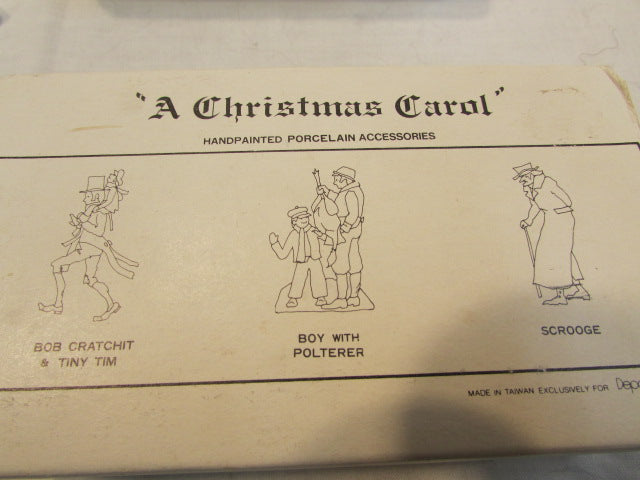 "A Christmas Carol"
HANDPAINTED PORCELAIN ACCESSORIES
BOB CRATCHIT
& TINY TIM
BOY WITH
POLTERER
SCROOGE
MADE IN TAIWAN EXCLUSIVELY FOR